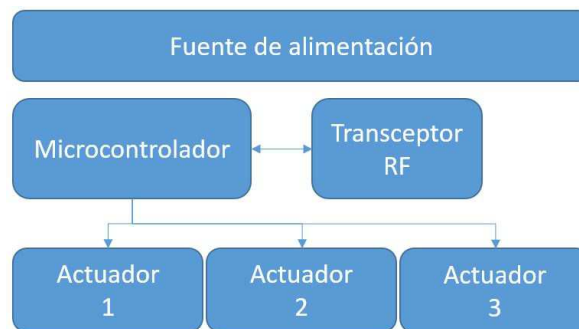 Fuente de alimentación
Microcontrolador
Transceptor
RF
Actuador
1
Actuador
2
Actuador
3